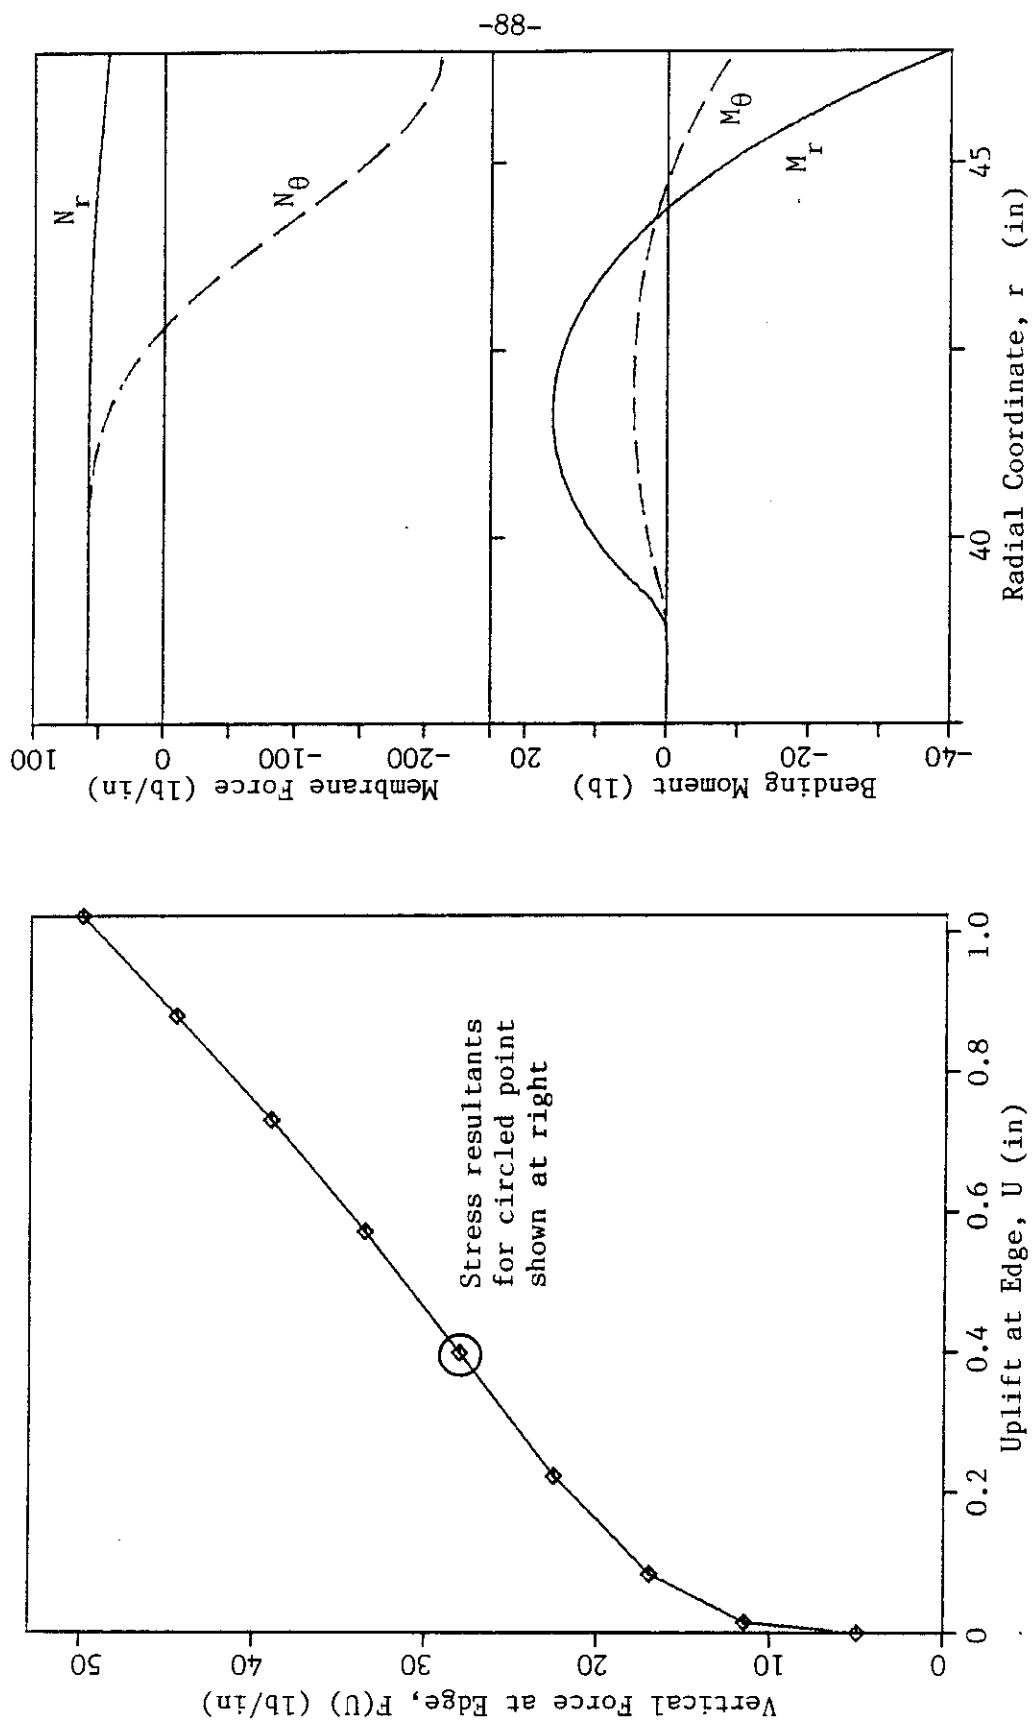 -88-
Vertical Force at Edge, F(U) (lb/in)
50
40
30
20
10
0
0
0.2
0.4
0.6
0.8
1.0
Uplift at Edge, U (in)
Stress resultants
for circled point
shown at right
Membrane Force (lb/in)
100
0
-100
-200
N_r
N_θ
Bending Moment (lb)
20
0
-20
-40
M_θ
M_r
40
45
Radial Coordinate, r (in)